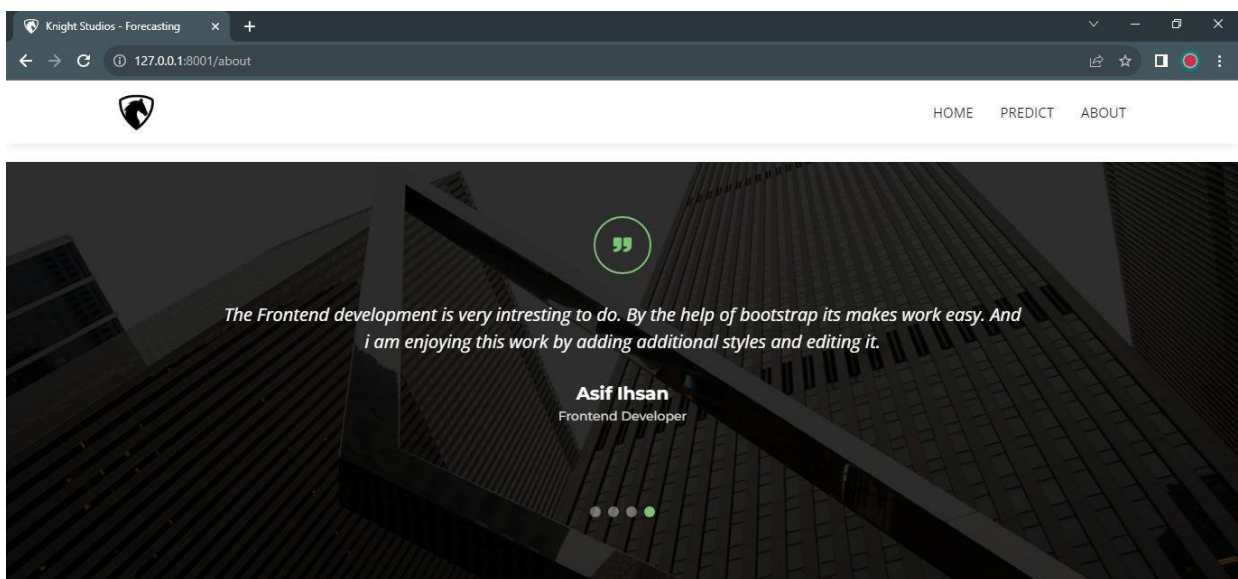 Knight Studios - Forecasting
127.0.0.1:8001/about
HOME PREDICT ABOUT
The Frontend development is very intresting to do. By the help of bootstrap its makes work easy. And
i am enjoying this work by adding additional styles and editing it.
Asif Ihsan
Frontend Developer